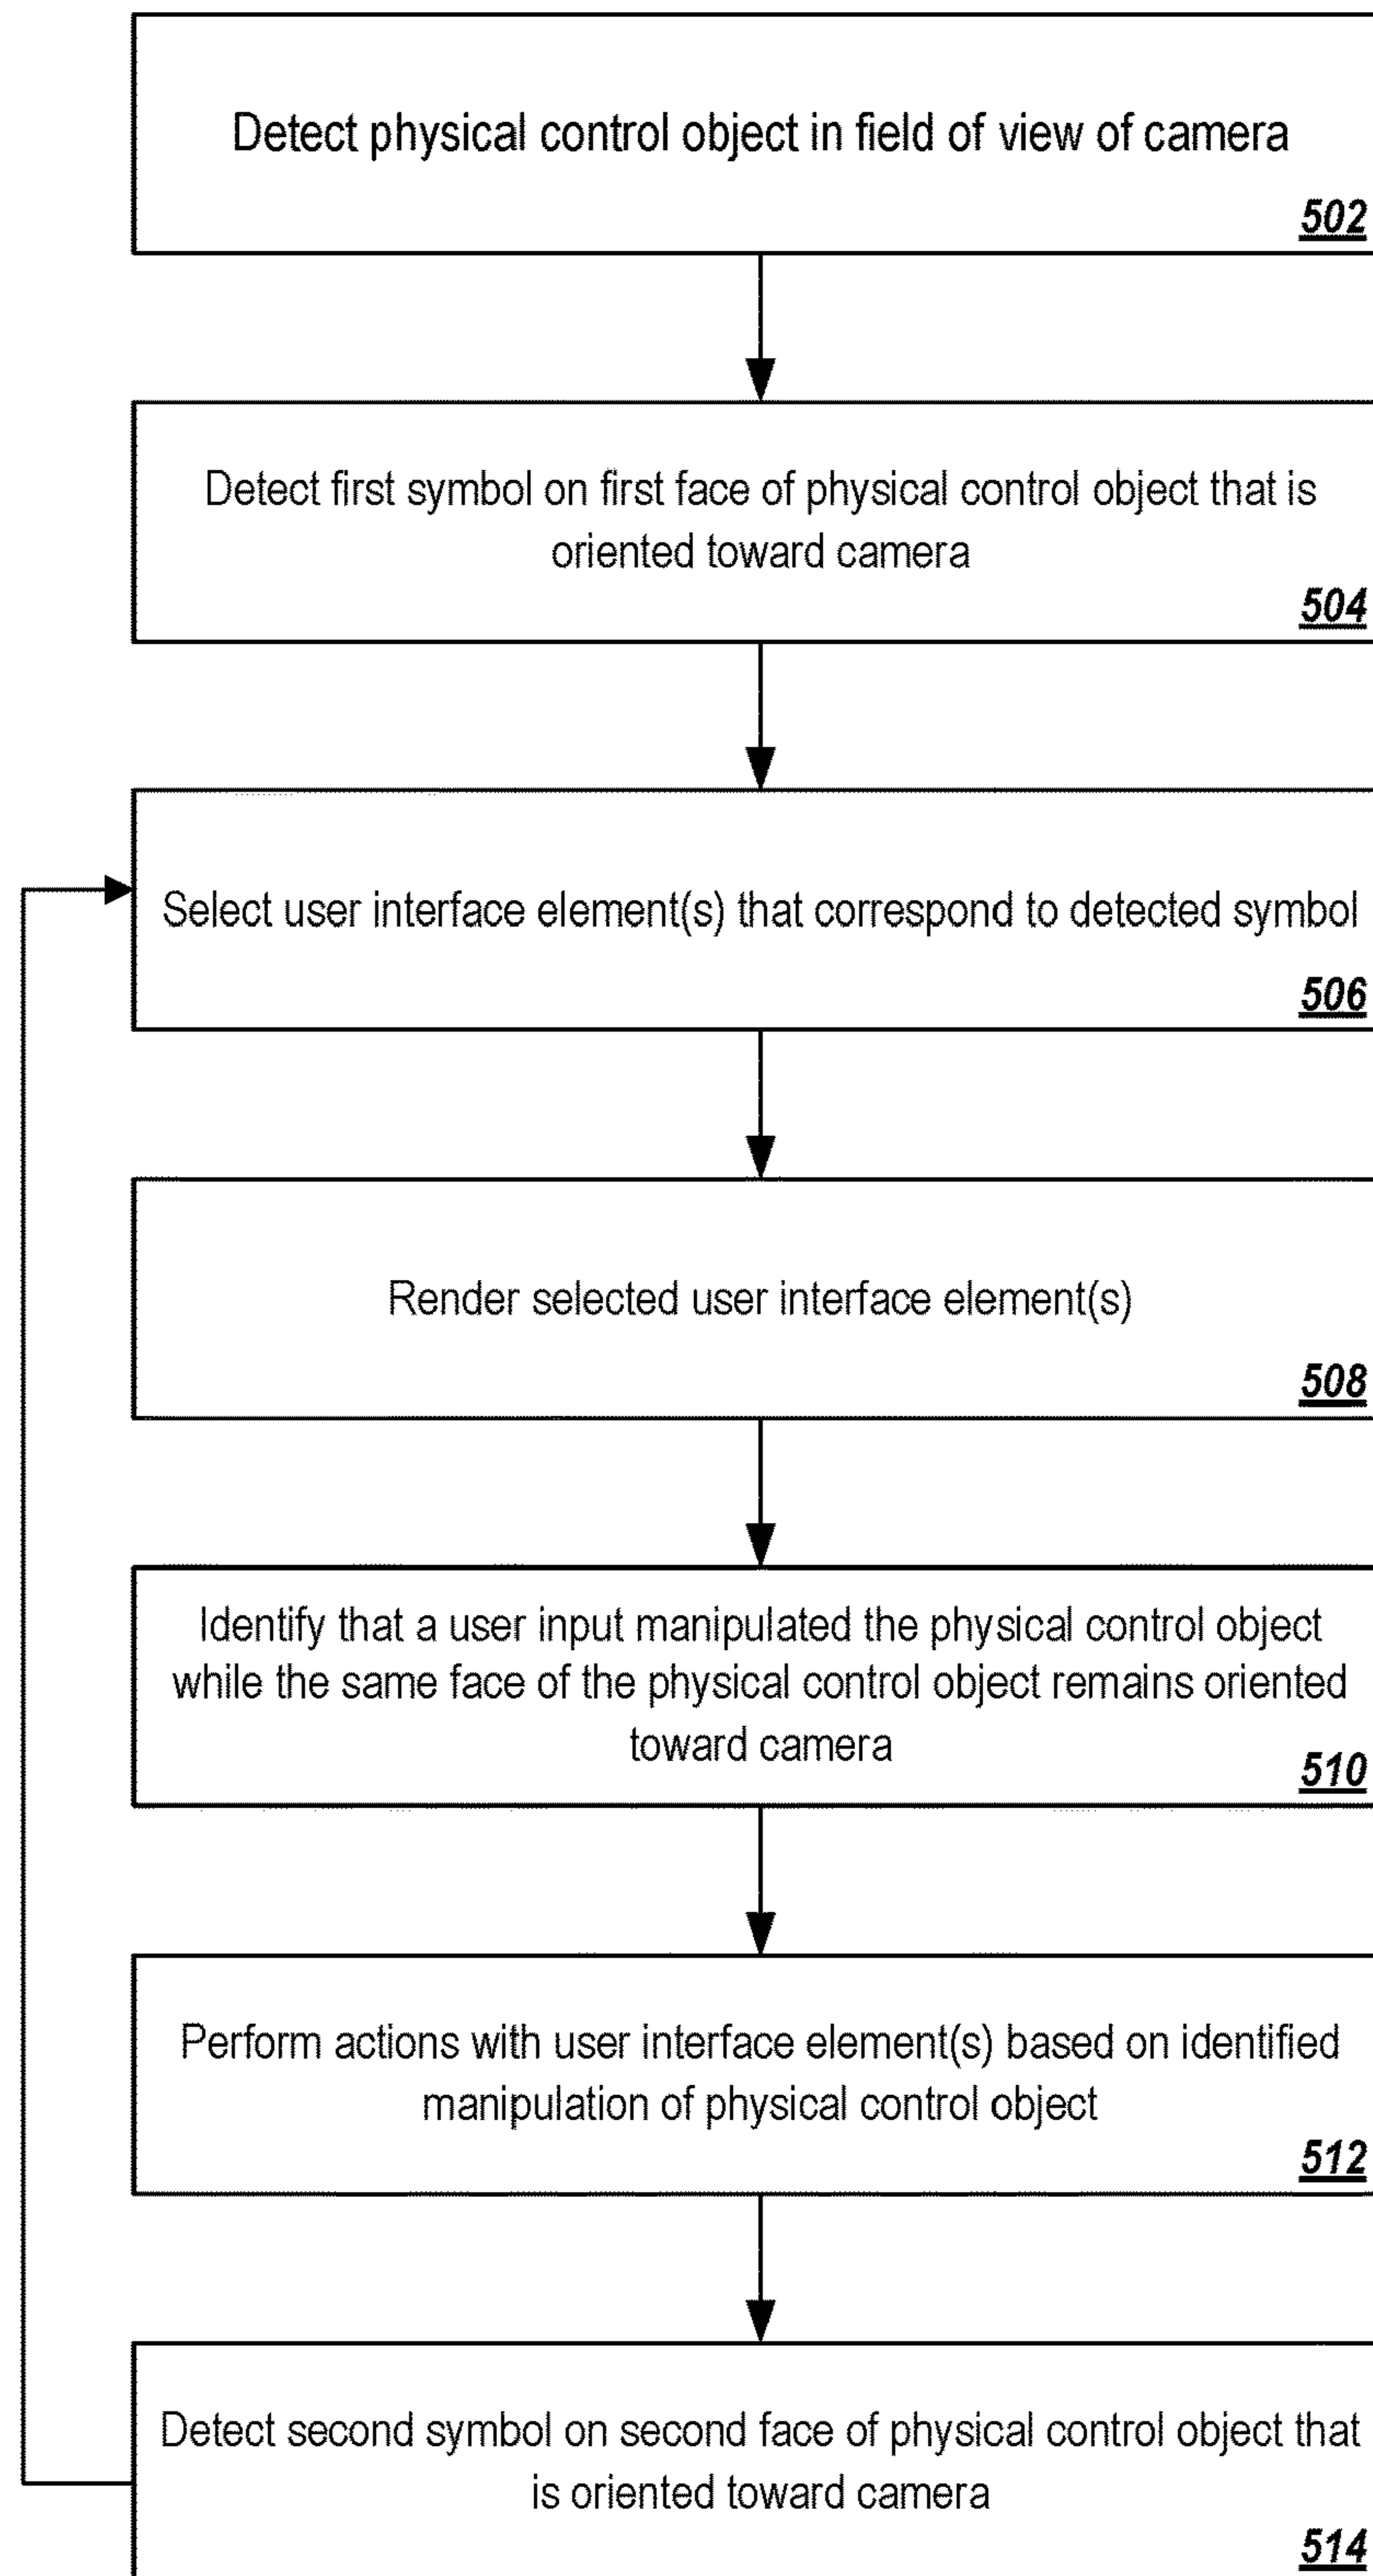 Detect physical control object in field of view of camera
502
Detect first symbol on first face of physical control object that is
oriented toward camera
504
Select user interface element(s) that correspond to detected symbol
506
Render selected user interface element(s)
508
Identify that a user input manipulated the physical control object
while the same face of the physical control object remains oriented
toward camera
510
Perform actions with user interface element(s) based on identified
manipulation of physical control object
512
Detect second symbol on second face of physical control object that
is oriented toward camera
514